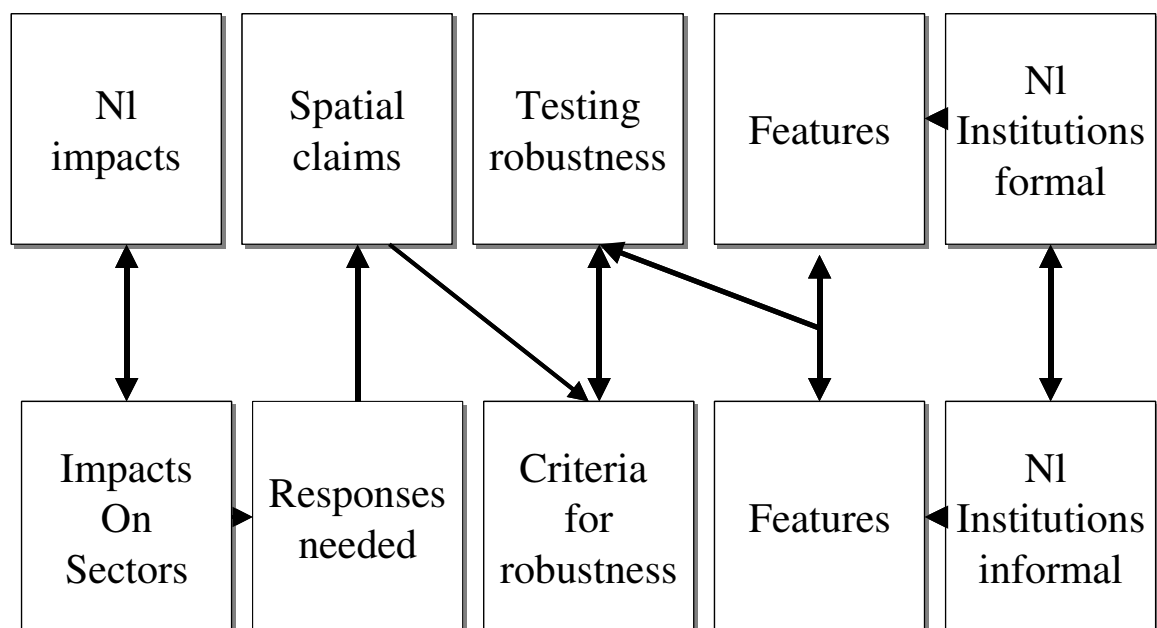 Nl
impacts
Spatial
claims
Testing
robustness
Features
Nl
Institutions
formal
Impacts
On
Sectors
Responses
needed
Criteria
for
robustness
Features
Nl
Institutions
informal